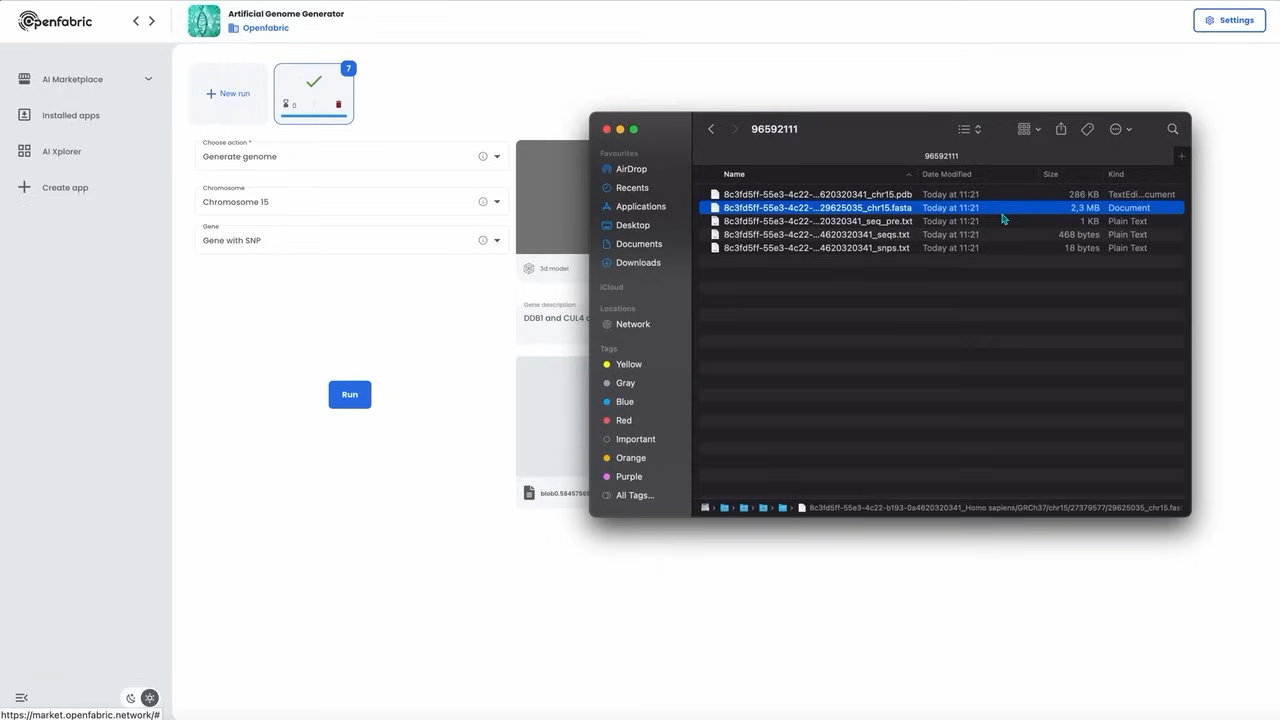 Openfabric
Artificial Genome Generator
Openfabric
Settings
AI Marketplace
Installed apps
AI Xplorer
Create app
New run
7
0
Choose action *
Generate genome
Chromosome
Chromosome 15
Gene
Gene with SNP
Run
3d model
Gene description
DDB1 and CUL4
96592111
96592111
Favourites
AirDrop
Recents
Applications
Desktop
Documents
Downloads
iCloud
Locations
Network
Tags
Yellow
Gray
Blue
Red
Important
Orange
Purple
All Tags...
Name Date Modified Size Kind
8c3fd5ff-55e3-4c22-...620320341_chr15.pdb Today at 11:21 286 KB TextEdi...cument
8c3fd5ff-55e3-4c22-...29625035_chr15.fasta Today at 11:21 2,3 MB Document
8c3fd5ff-55e3-4c22-...20320341_seq_pre.txt Today at 11:21 1 KB Plain Text
8c3fd5ff-55e3-4c22-...4620320341_seqs.txt Today at 11:21 468 bytes Plain Text
8c3fd5ff-55e3-4c22-...4620320341_snps.txt Today at 11:21 18 bytes Plain Text
8c3fd5ff-55e3-4c22-b193-0a4620320341_Homo sapiens/GRCh37/chr15/27379577/29625035_chr15.fas
https://market.openfabric.network/#